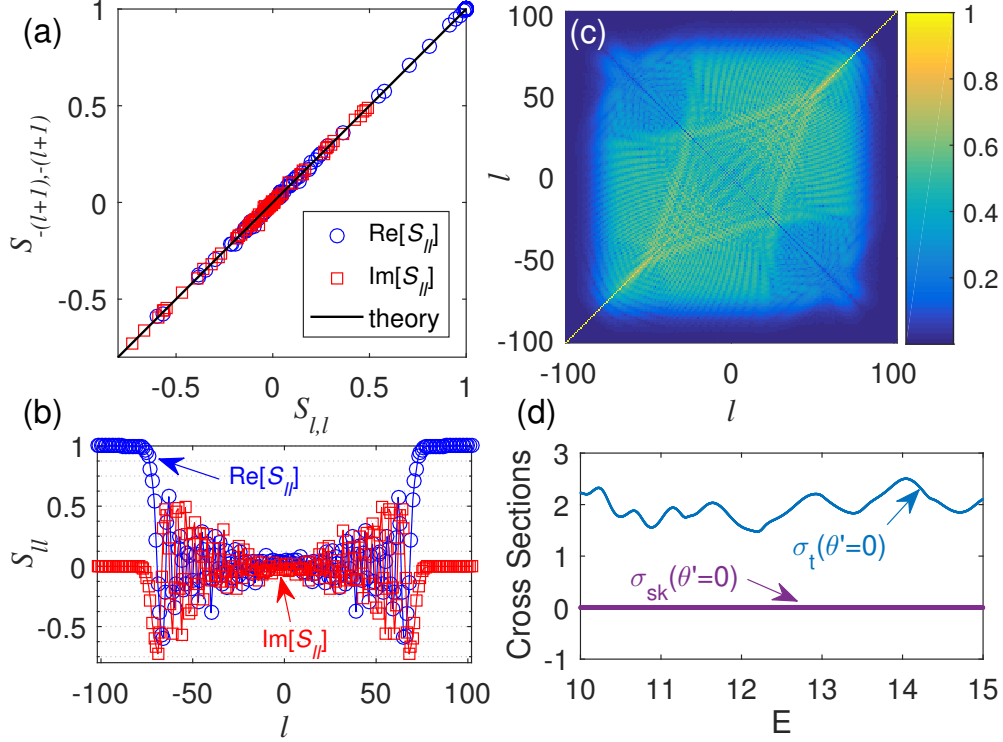 (a)
1
0.5
0
-0.5
S-(l+1),-(l+1)
-0.5
0
0.5
1
S_{l,l}
Re[S_{ll}]
Im[S_{ll}]
theory
(c)
100
50
0
-50
-100
l
-100
0
100
l
1
0.8
0.6
0.4
0.2
(b)
1
0.5
0
-0.5
S_{ll}
-100
-50
0
50
100
l
Re[S_{ll}]
Im[S_{ll}]
(d)
3
2
1
0
-1
Cross Sections
10
11
12
13
14
15
E
σ_t(θ'=0)
σ_{sk}(θ'=0)